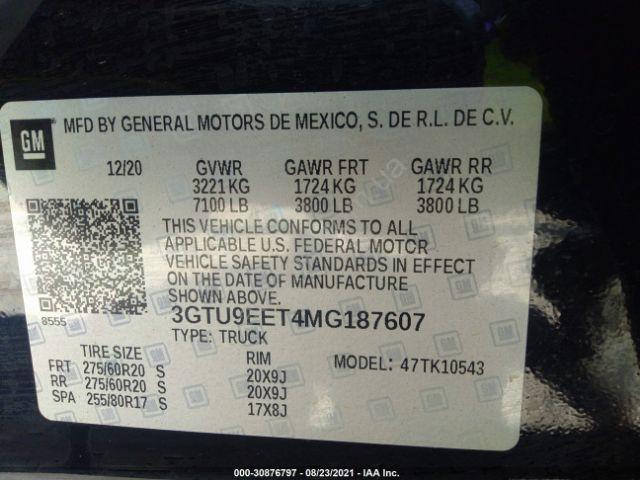 GM
MFD BY GENERAL MOTORS DE MEXICO, S. DE R.L. DE C.V.
12/20 GVWR GAWR FRT GAWR RR
3221 KG 1724 KG 1724 KG
7100 LB 3800 LB 3800 LB
THIS VEHICLE CONFORMS TO ALL
APPLICABLE U.S. FEDERAL MOTOR
VEHICLE SAFETY STANDARDS IN EFFECT
ON THE DATE OF MANUFACTURE
SHOWN ABOVE.
8555
3GTU9EET4MG187607
TYPE: TRUCK
TIRE SIZE RIM MODEL: 47TK10543
FRT 275/60R20 S 20X9J
RR 275/60R20 S 20X9J
SPA 255/80R17 S 17X8J
000-30876797 - 08/23/2021 - IAA Inc.